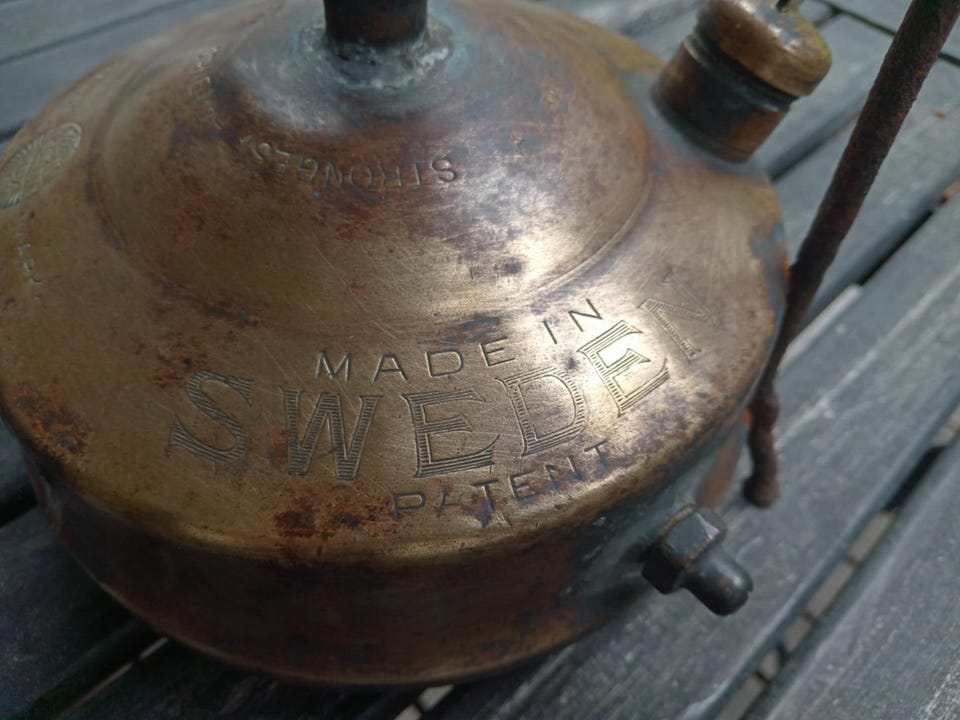 STRONGEST
MADE IN
SWEDEN
PATENT